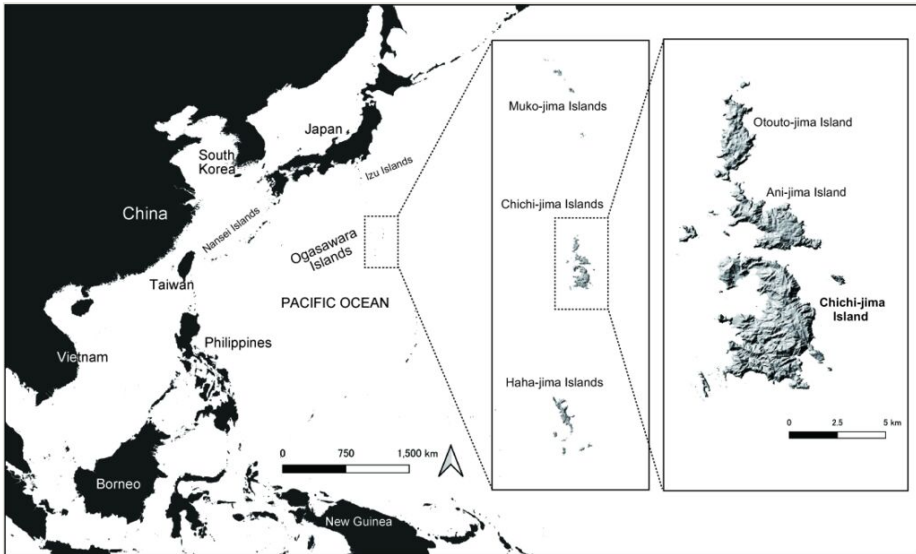 Japan
South
Korea
Izu Islands
China
Nansei Islands
Ogasawara
Islands
Taiwan
PACIFIC OCEAN
Philippines
Vietnam
Borneo
New Guinea
0 750 1,500 km
Muko-jima Islands
Chichi-jima Islands
Haha-jima Islands
Otouto-jima Island
Ani-jima Island
Chichi-jima
Island
0 2.5 5 km